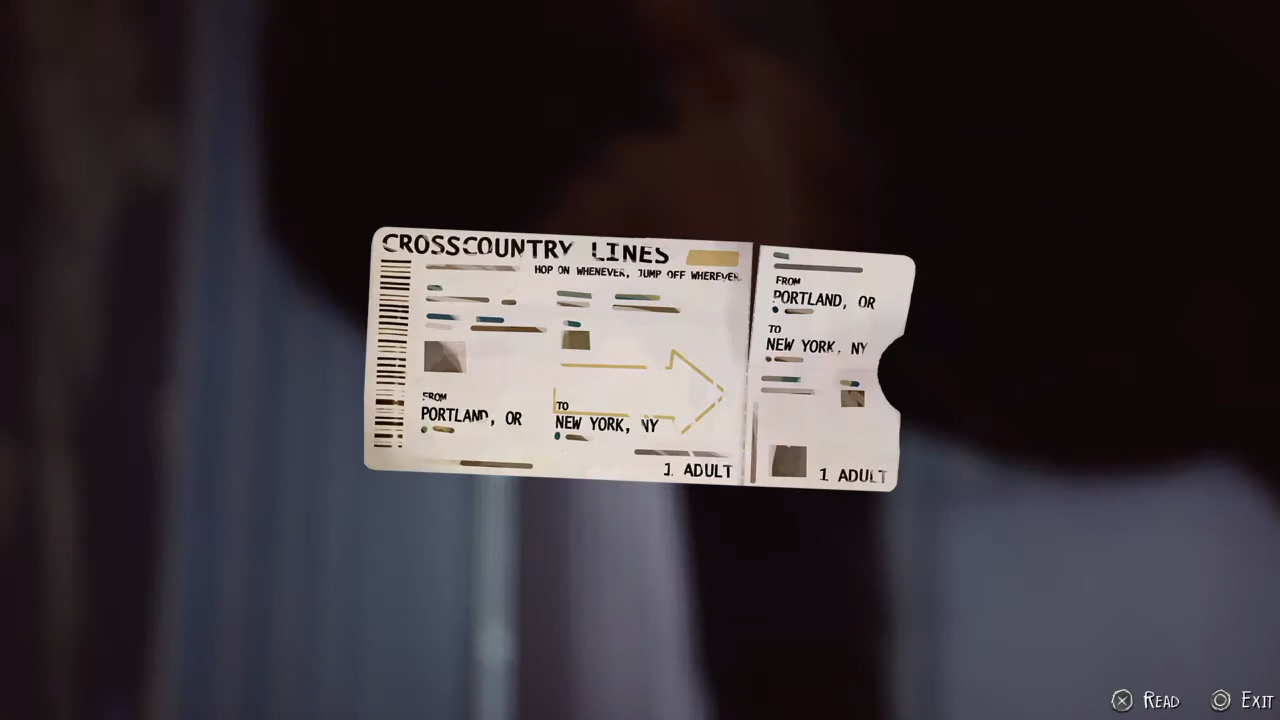 CROSSCOUNTRY LINES
HOP ON WHENEVER, JUMP OFF WHEREVER.
FROM
PORTLAND, OR
TO
NEW YORK, NY
1 ADULT
FROM
PORTLAND, OR
TO
NEW YORK, NY
1 ADULT
READ
EXIT